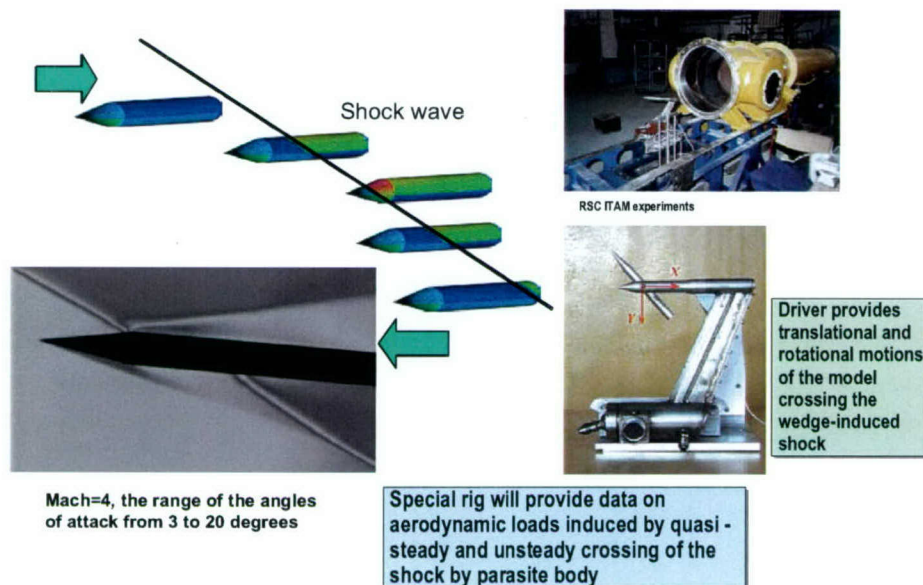 Shock wave
RSC ITAM experiments
X
Y
Driver provides
translational and
rotational motions
of the model
crossing the
wedge-induced
shock
Mach=4, the range of the angles
of attack from 3 to 20 degrees
Special rig will provide data on
aerodynamic loads induced by quasi -
steady and unsteady crossing of the
shock by parasite body